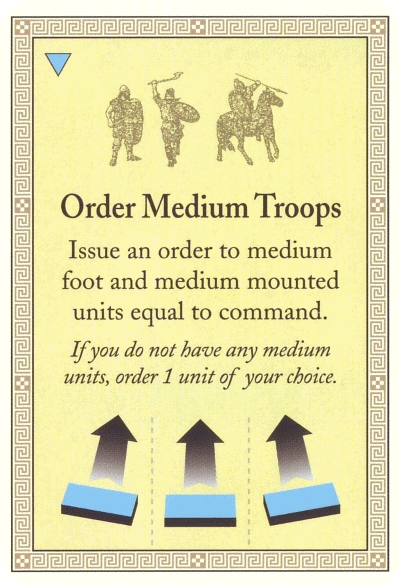 Order Medium Troops
Issue an order to medium
foot and medium mounted
units equal to command.
If you do not have any medium
units, order 1 unit of your choice.